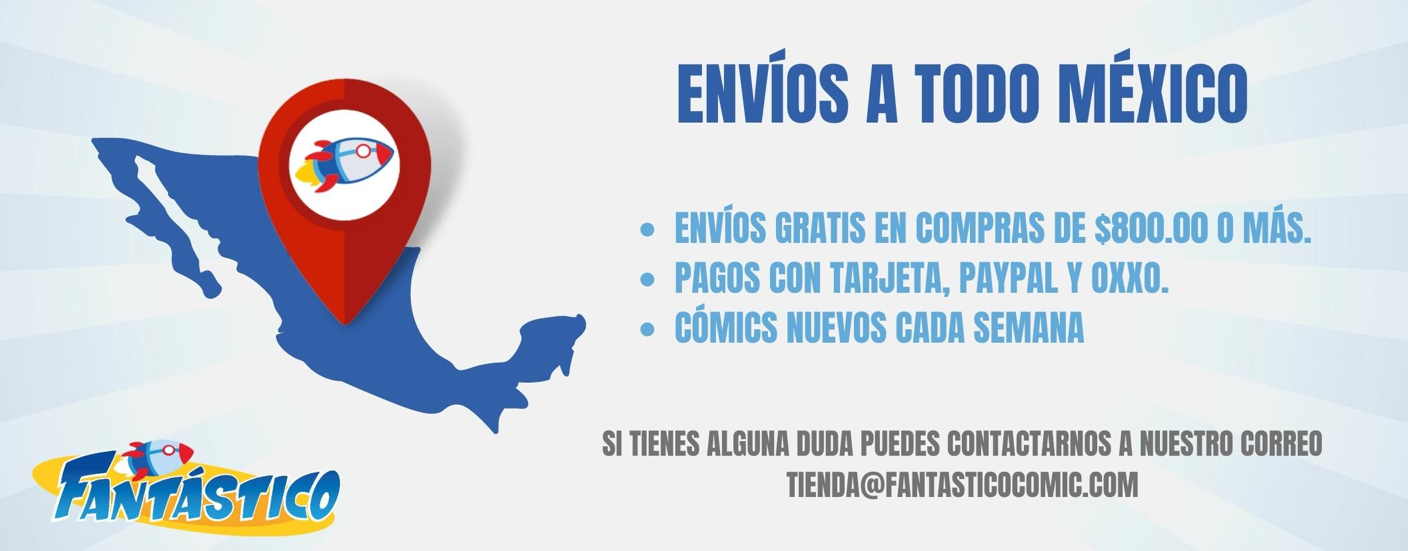 ENVÍOS A TODO MÉXICO
• ENVÍOS GRATIS EN COMPRAS DE $800.00 O MÁS.
• PAGOS CON TARJETA, PAYPAL Y OXXO.
• CÓMICS NUEVOS CADA SEMANA
SI TIENES ALGUNA DUDA PUEDES CONTACTARNOS A NUESTRO CORREO
TIENDA@FANTASTICOCOMIC.COM
FANTÁSTICO